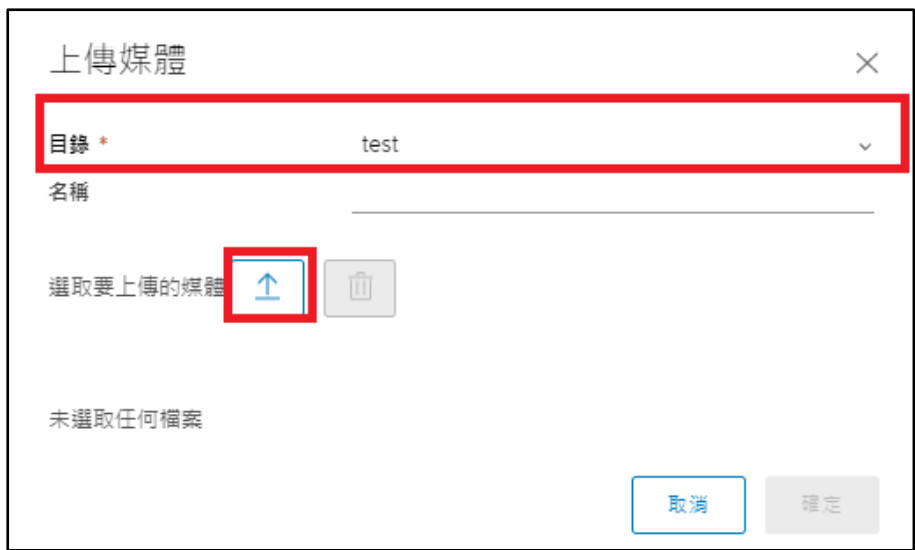 上傳媒體
目錄 * test
名稱
選取要上傳的媒體
未選取任何檔案
取消 確定